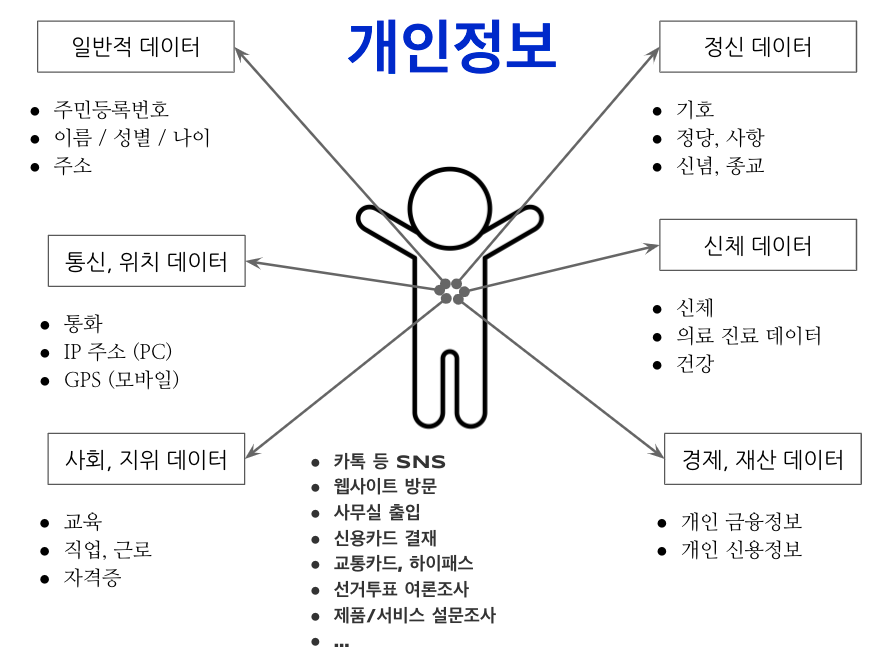 개인정보
일반적 데이터
● 주민등록번호
● 이름 / 성별 / 나이
● 주소
정신 데이터
● 기호
● 정당, 사항
● 신념, 종교
통신, 위치 데이터
● 통화
● IP 주소 (PC)
● GPS (모바일)
신체 데이터
● 신체
● 의료 진료 데이터
● 건강
사회, 지위 데이터
● 교육
● 직업, 근로
● 자격증
● 카톡 등 SNS
● 웹사이트 방문
● 사무실 출입
● 신용카드 결재
● 교통카드, 하이패스
● 선거투표 여론조사
● 제품/서비스 설문조사
● ...
경제, 재산 데이터
● 개인 금융정보
● 개인 신용정보